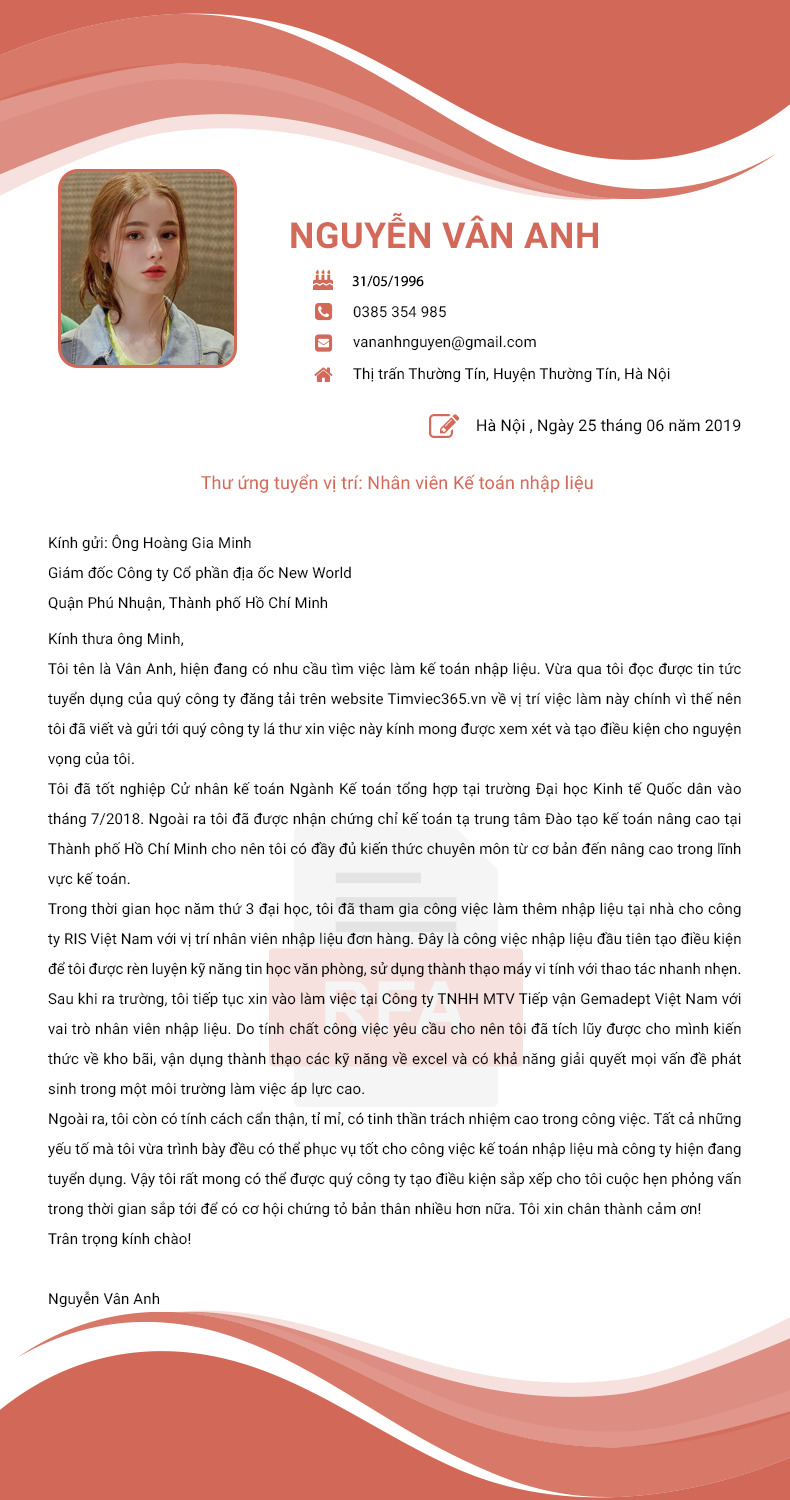 NGUYỄN VÂN ANH
31/05/1996
0385 354 985
vananhnguyen@gmail.com
Thị trấn Thường Tín, Huyện Thường Tín, Hà Nội
Hà Nội , Ngày 25 tháng 06 năm 2019
Thư ứng tuyển vị trí: Nhân viên Kế toán nhập liệu
Kính gửi: Ông Hoàng Gia Minh
Giám đốc Công ty Cổ phần địa ốc New World
Quận Phú Nhuận, Thành phố Hồ Chí Minh
Kính thưa ông Minh,
Tôi tên là Vân Anh, hiện đang có nhu cầu tìm việc làm kế toán nhập liệu. Vừa qua tôi đọc được tin tức
tuyển dụng của quý công ty đăng tải trên website Timviec365.vn về vị trí việc làm này chính vì thế nên
tôi đã viết và gửi tới quý công ty lá thư xin việc này kính mong được xem xét và tạo điều kiện cho nguyện
vọng của tôi.
Tôi đã tốt nghiệp Cử nhân kế toán Ngành Kế toán tổng hợp tại trường Đại học Kinh tế Quốc dân vào
tháng 7/2018. Ngoài ra tôi đã được nhận chứng chỉ kế toán tạ trung tâm Đào tạo kế toán nâng cao tại
Thành phố Hồ Chí Minh cho nên tôi có đầy đủ kiến thức chuyên môn từ cơ bản đến nâng cao trong lĩnh
vực kế toán.
Trong thời gian học năm thứ 3 đại học, tôi đã tham gia công việc làm thêm nhập liệu tại nhà cho công
ty RIS Việt Nam với vị trí nhân viên nhập liệu đơn hàng. Đây là công việc nhập liệu đầu tiên tạo điều kiện
để tôi được rèn luyện kỹ năng tin học văn phòng, sử dụng thành thạo máy vi tính với thao tác nhanh nhẹn.
Sau khi ra trường, tôi tiếp tục xin vào làm việc tại Công ty TNHH MTV Tiếp vận Gemadept Việt Nam với
vai trò nhân viên nhập liệu. Do tính chất công việc yêu cầu cho nên tôi đã tích lũy được cho mình kiến
thức về kho bãi, vận dụng thành thạo các kỹ năng về excel và có khả năng giải quyết mọi vấn đề phát
sinh trong một môi trường làm việc áp lực cao.
Ngoài ra, tôi còn có tính cách cẩn thận, tỉ mỉ, có tinh thần trách nhiệm cao trong công việc. Tất cả những
yếu tố mà tôi vừa trình bày đều có thể phục vụ tốt cho công việc kế toán nhập liệu mà công ty hiện đang
tuyển dụng. Vậy tôi rất mong có thể được quý công ty tạo điều kiện sắp xếp cho tôi cuộc hẹn phỏng vấn
trong thời gian sắp tới để có cơ hội chứng tỏ bản thân nhiều hơn nữa. Tôi xin chân thành cảm ơn!
Trân trọng kính chào!
Nguyễn Vân Anh
RFA